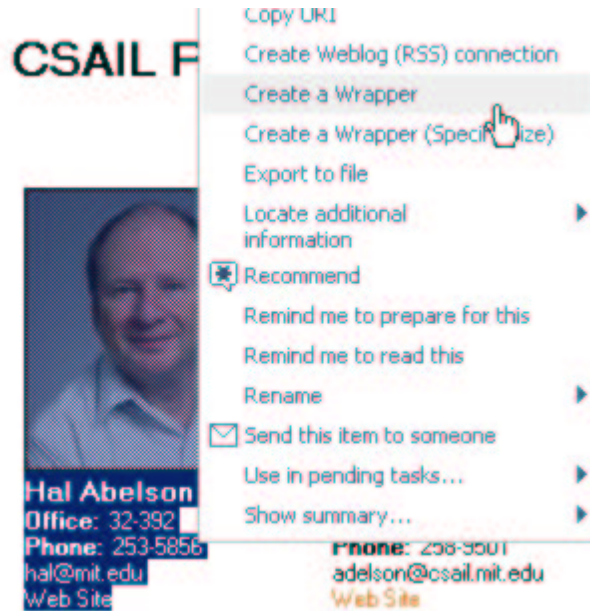 Copy URI
CSAIL
Create Weblog (RSS) connection
Create a Wrapper
Create a Wrapper
Export to file
Locate additional
information
Recommend
Remind me to prepare for this
Remind me to read this
Rename
Send this item to someone
Use in pending tasks...
Show summary...
Hal Abelson
Office: 32-392
Phone: 253-5856
hal@mit.edu
Web Site
Phone: 258-9501
adelson@csail.mit.edu
Web Site